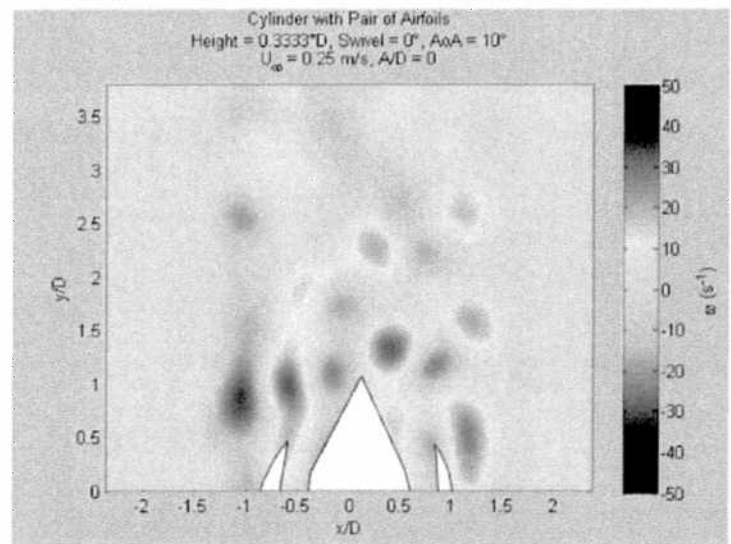 Cylinder with Pair of Airfoils
Height = 0.3333*D, Swivel = 0°, AoA = 10°
U∞ = 0.25 m/s, A/D = 0
3.5
3
2.5
2
1.5
1
0.5
0
y/D
-2 -1.5 -1 -0.5 0 0.5 1 1.5 2
x/D
50
40
30
20
10
0
-10
-20
-30
-40
-50
ϖ (s⁻¹)